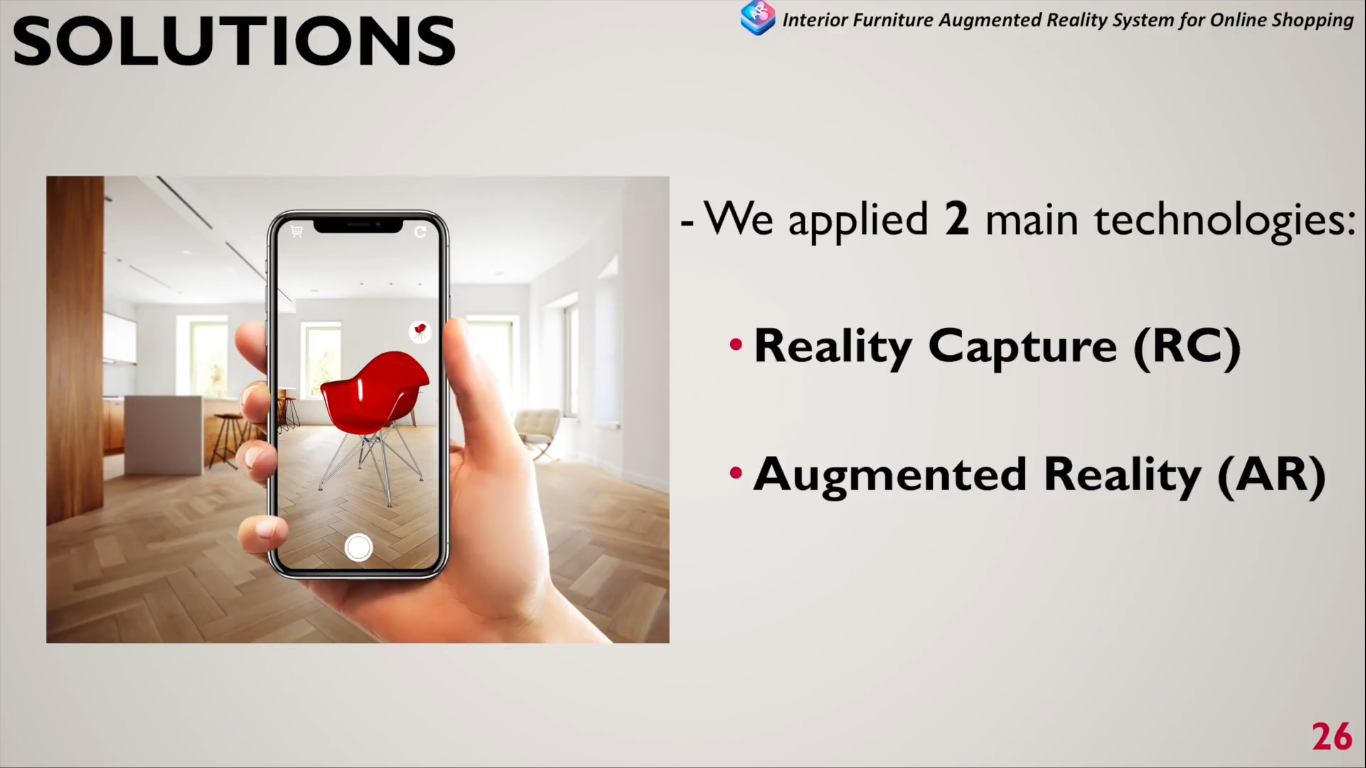 SOLUTIONS
AR
Interior Furniture Augmented Reality System for Online Shopping
- We applied 2 main technologies:
• Reality Capture (RC)
• Augmented Reality (AR)
26